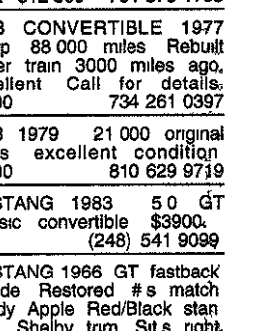 CONVERTIBLE 1977
88 000 miles Rebuilt
train 3000 miles ago.
Call for details.
734 261 0397
1979 21 000 original
excellent condition
810 629 9719
1983 5 0 GT
convertible $3900.
(248) 541 9099
1966 GT fastback
Restored #s match
Apple Red/Black stan
Shelby trim Sits right.